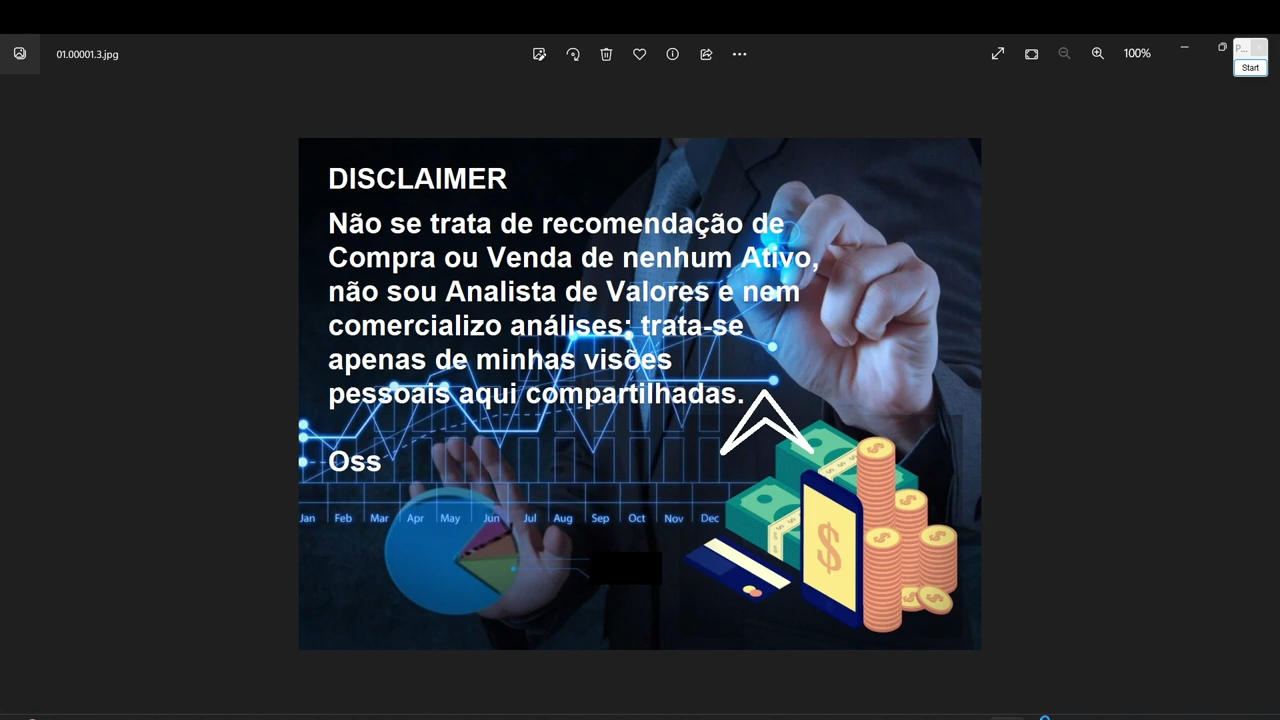 01.00001.3.jpg
100%
P...
Start
DISCLAIMER
Não se trata de recomendação de
Compra ou Venda de nenhum Ativo,
não sou Analista de Valores e nem
comercializo análises; trata-se
apenas de minhas visões
pessoais aqui compartilhadas.
Oss
Jan Feb Mar Apr May Jun Jul Aug Sep Oct Nov Dec
$